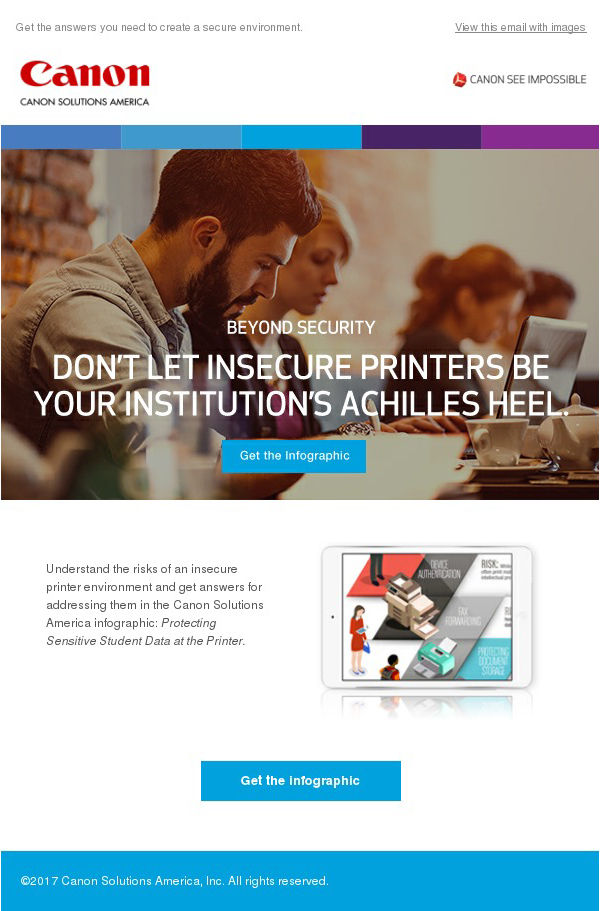 Get the answers you need to create a secure environment.
View this email with images
Canon
CANON SOLUTIONS AMERICA
CANON SEE IMPOSSIBLE
BEYOND SECURITY
DON'T LET INSECURE PRINTERS BE
YOUR INSTITUTION'S ACHILLES HEEL.
Get the Infographic
Understand the risks of an insecure
printer environment and get answers for
addressing them in the Canon Solutions
America infographic: Protecting
Sensitive Student Data at the Printer.
DEVICE
AUTHENTICATION
RISK:
often print
intellectual
FAX
FORWARDING
PROTECTING
DOCUMENT
STORAGE
Get the infographic
©2017 Canon Solutions America, Inc. All rights reserved.